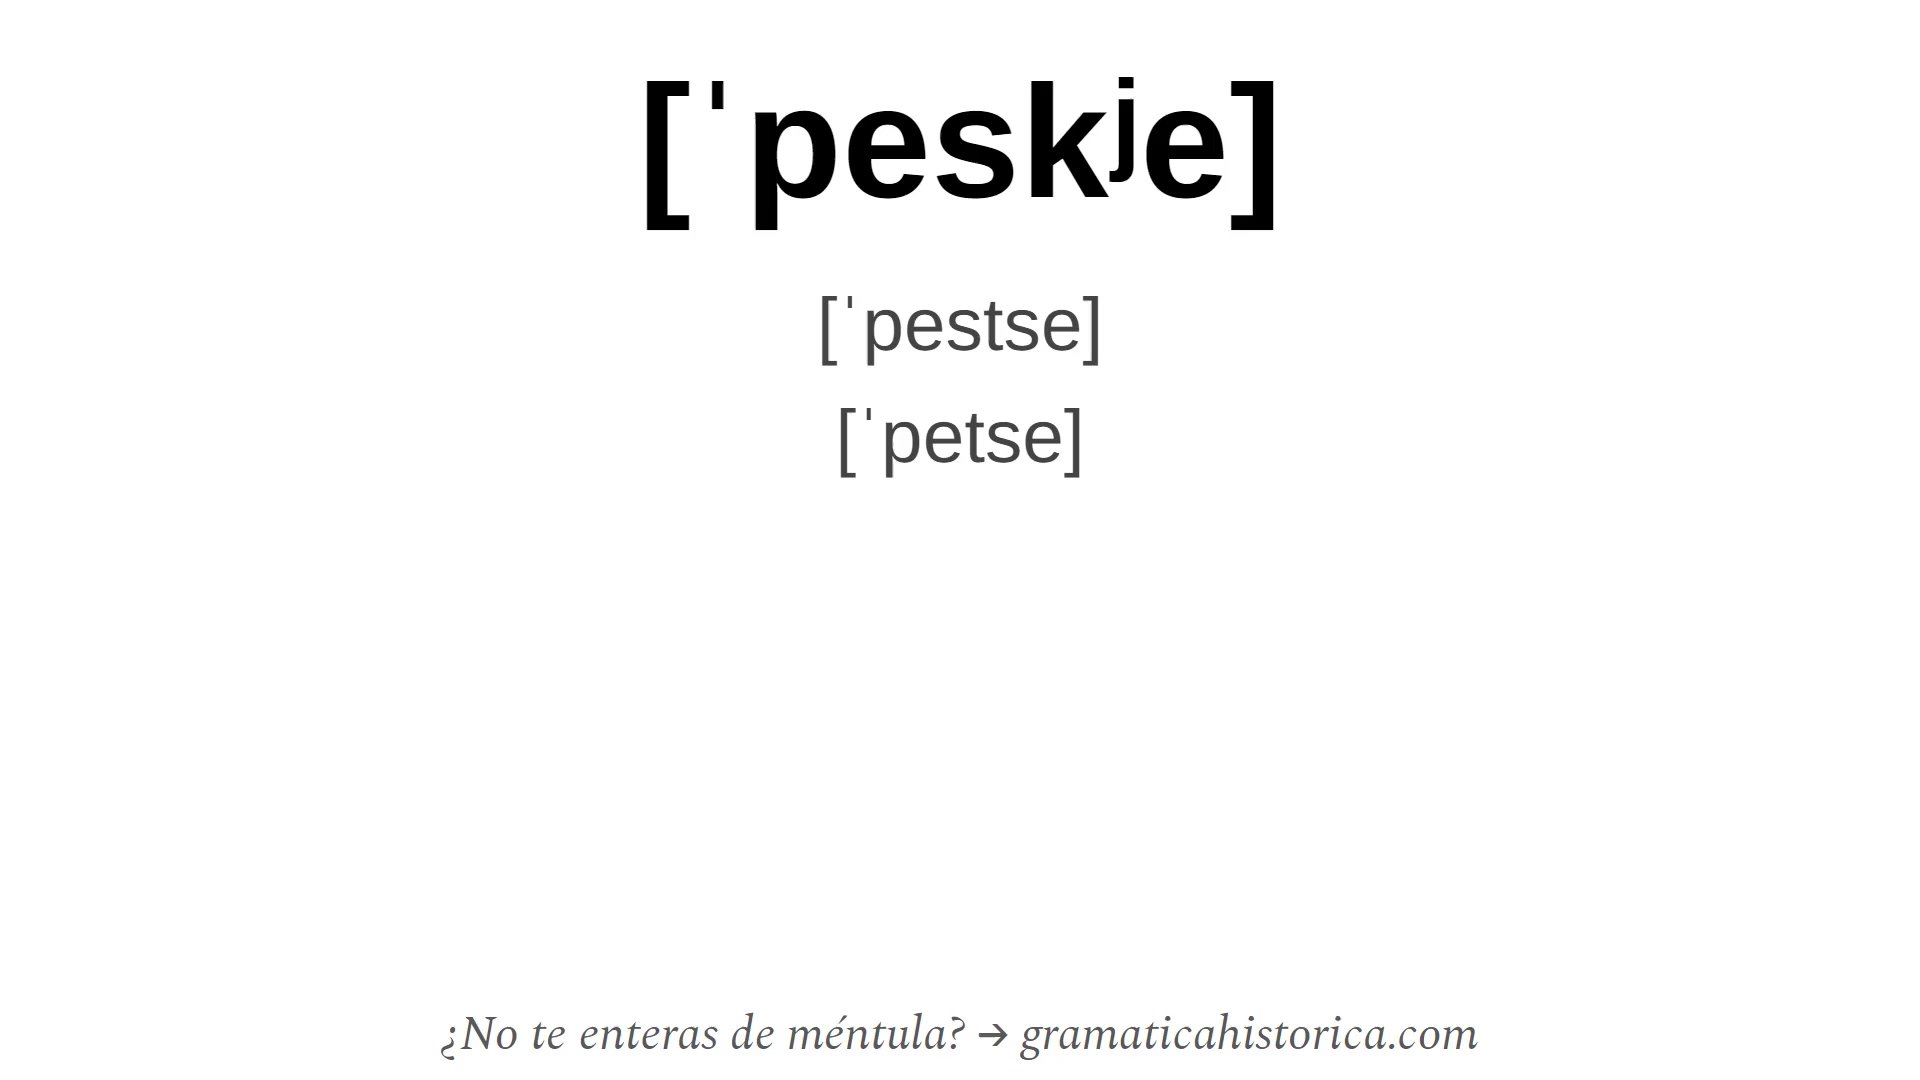 [ˈpeskʲe]
[ˈpestse]
[ˈpetse]
¿No te enteras de méntula? → gramaticahistorica.com